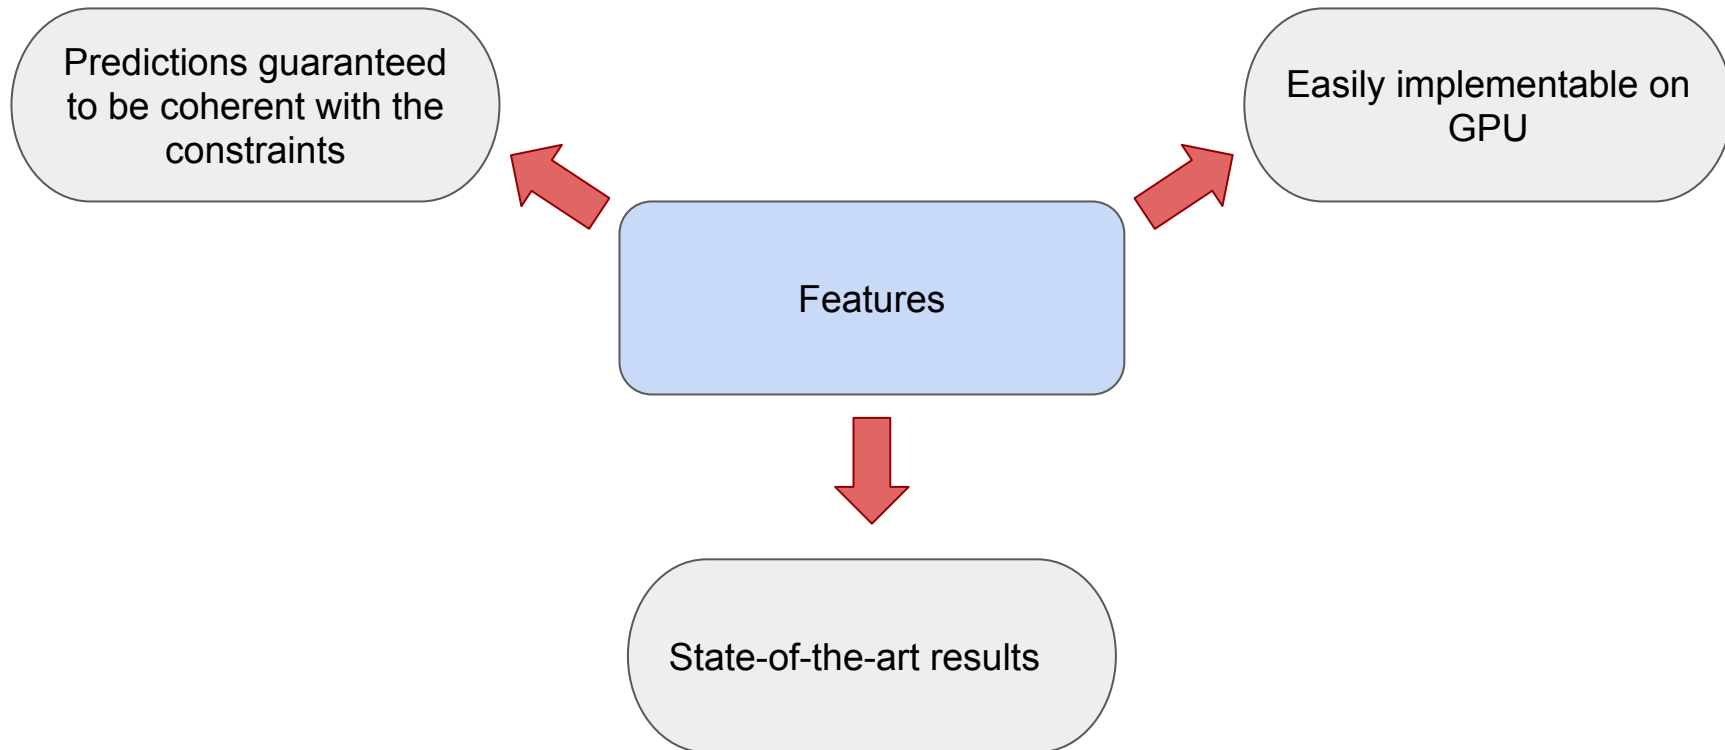 Predictions guaranteed
to be coherent with the
constraints
Easily implementable on
GPU
Features
State-of-the-art results